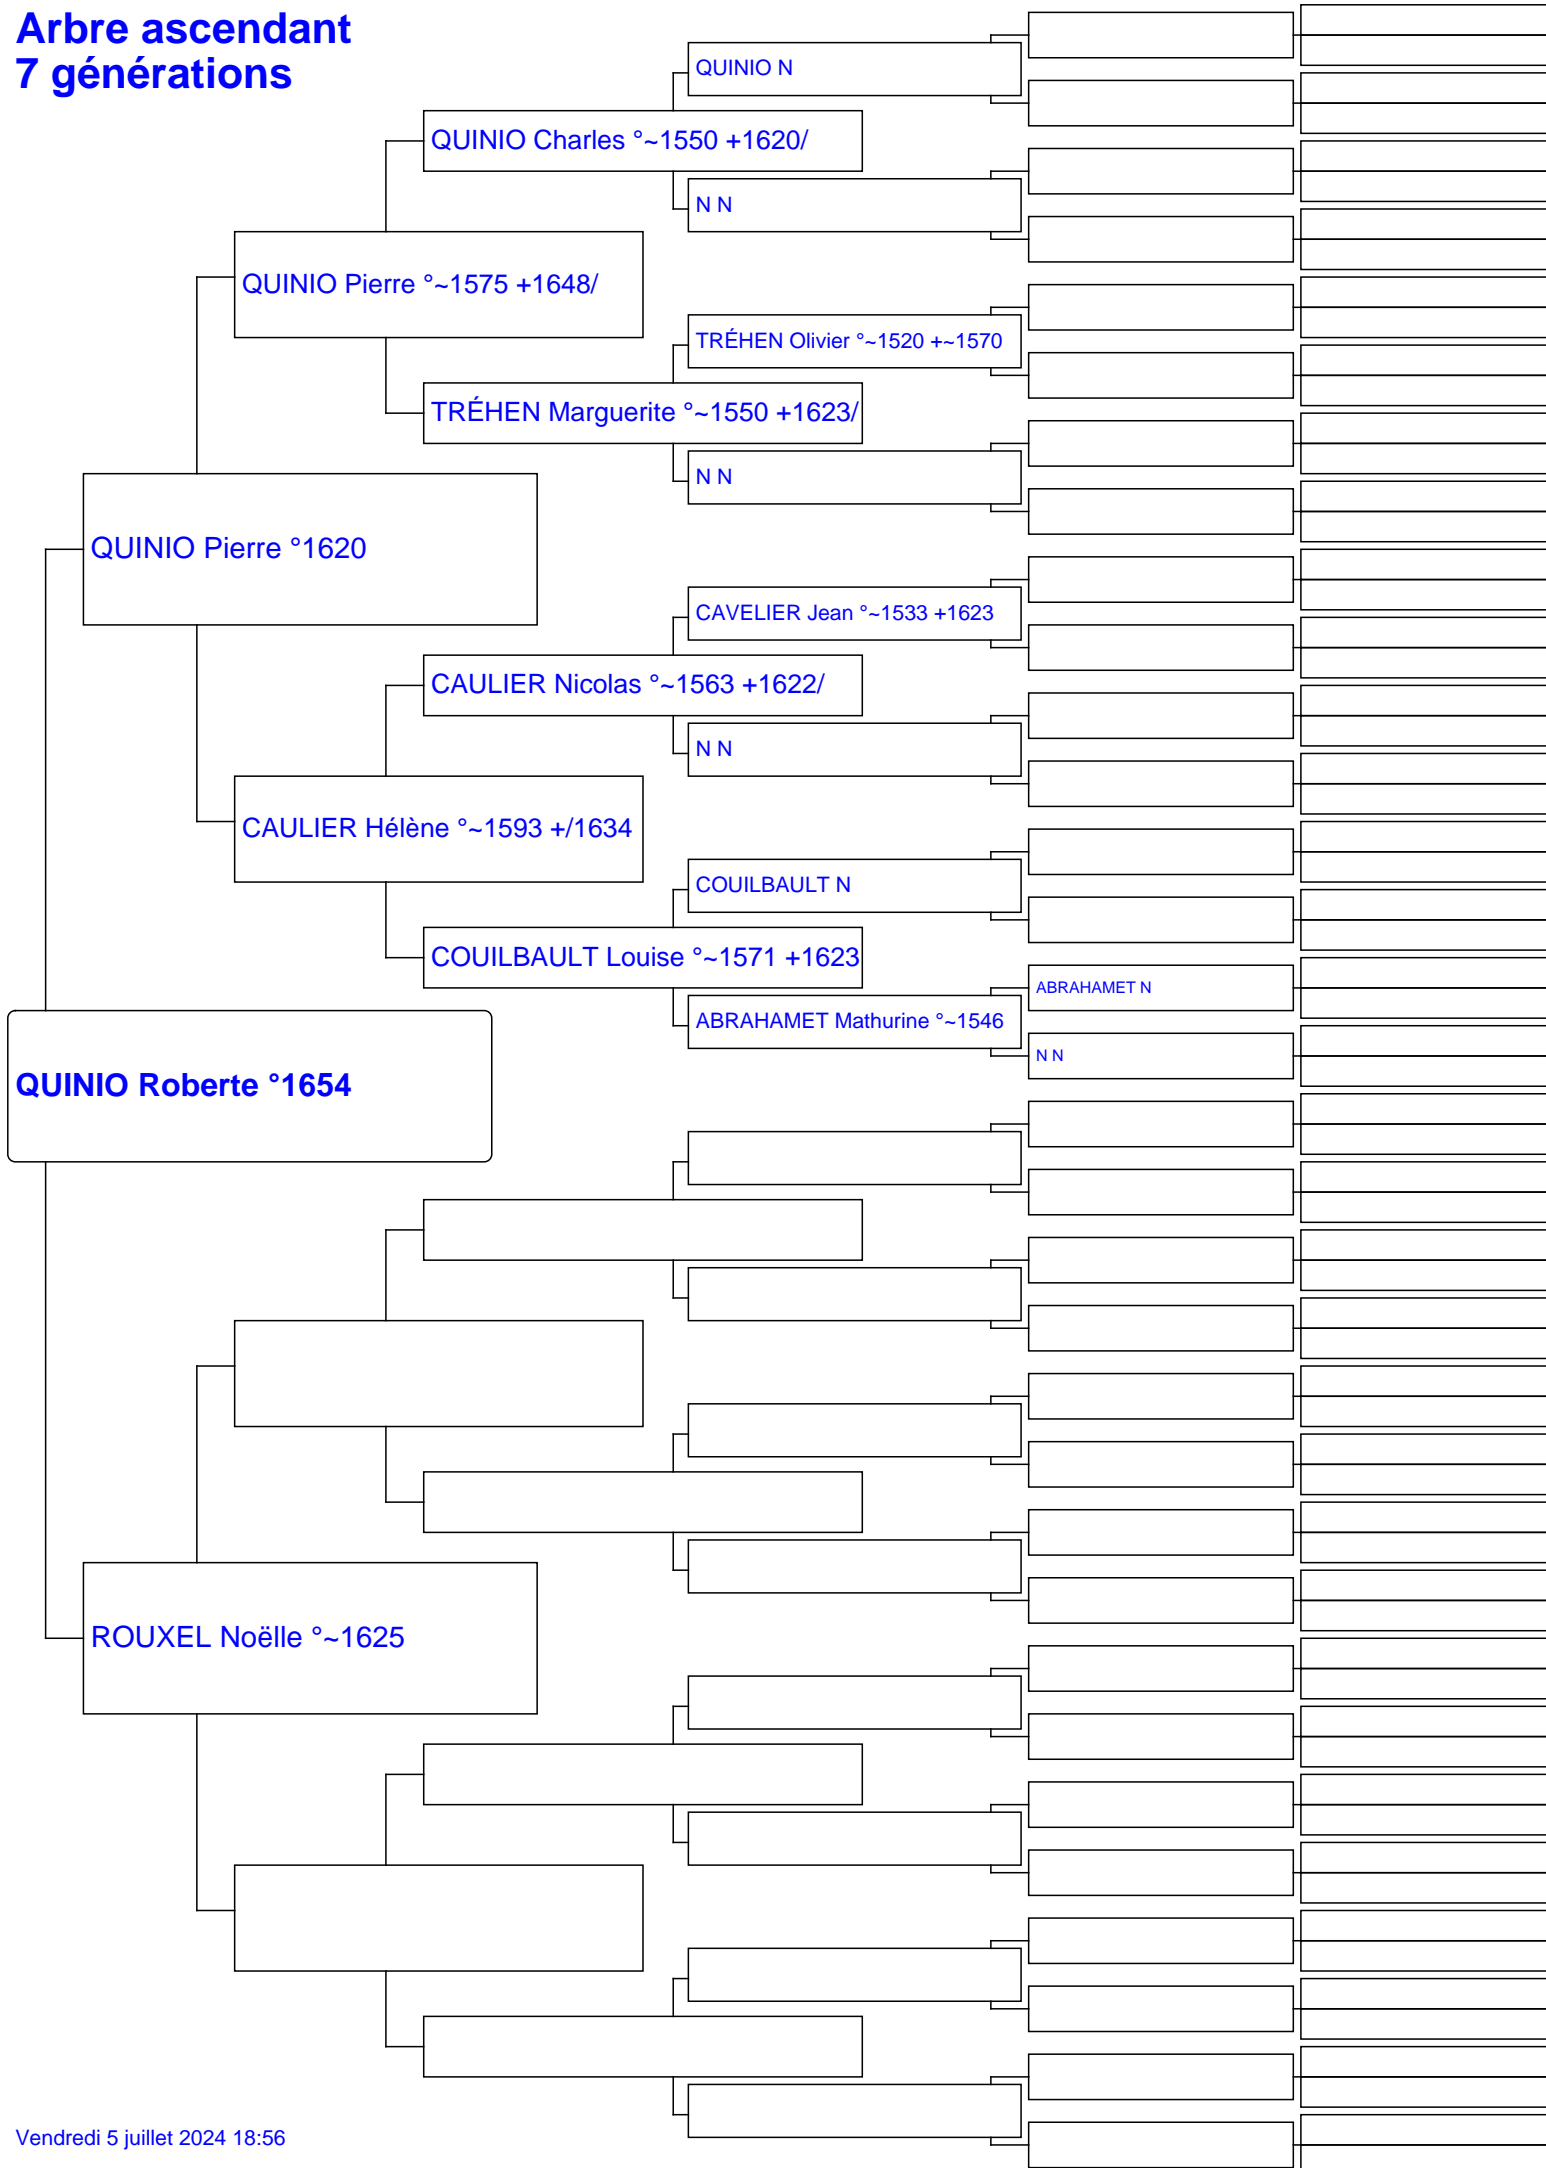 Arbre ascendant
7 générations
QUINIO N
QUINIO Charles °~1550 +1620/
N N
QUINIO Pierre °~1575 +1648/
TRÉHEN Olivier °~1520 +~1570
TRÉHEN Marguerite °~1550 +1623/
N N
QUINIO Pierre °1620
CAVELIER Jean °~1533 +1623
CAULIER Nicolas °~1563 +1622/
N N
CAULIER Hélène °~1593 +/1634
COUILBAULT N
COUILBAULT Louise °~1571 +1623
ABRAHAMET N
ABRAHAMET Mathurine °~1546
N N
QUINIO Roberte °1654
ROUXEL Noëlle °~1625
Vendredi 5 juillet 2024 18:56